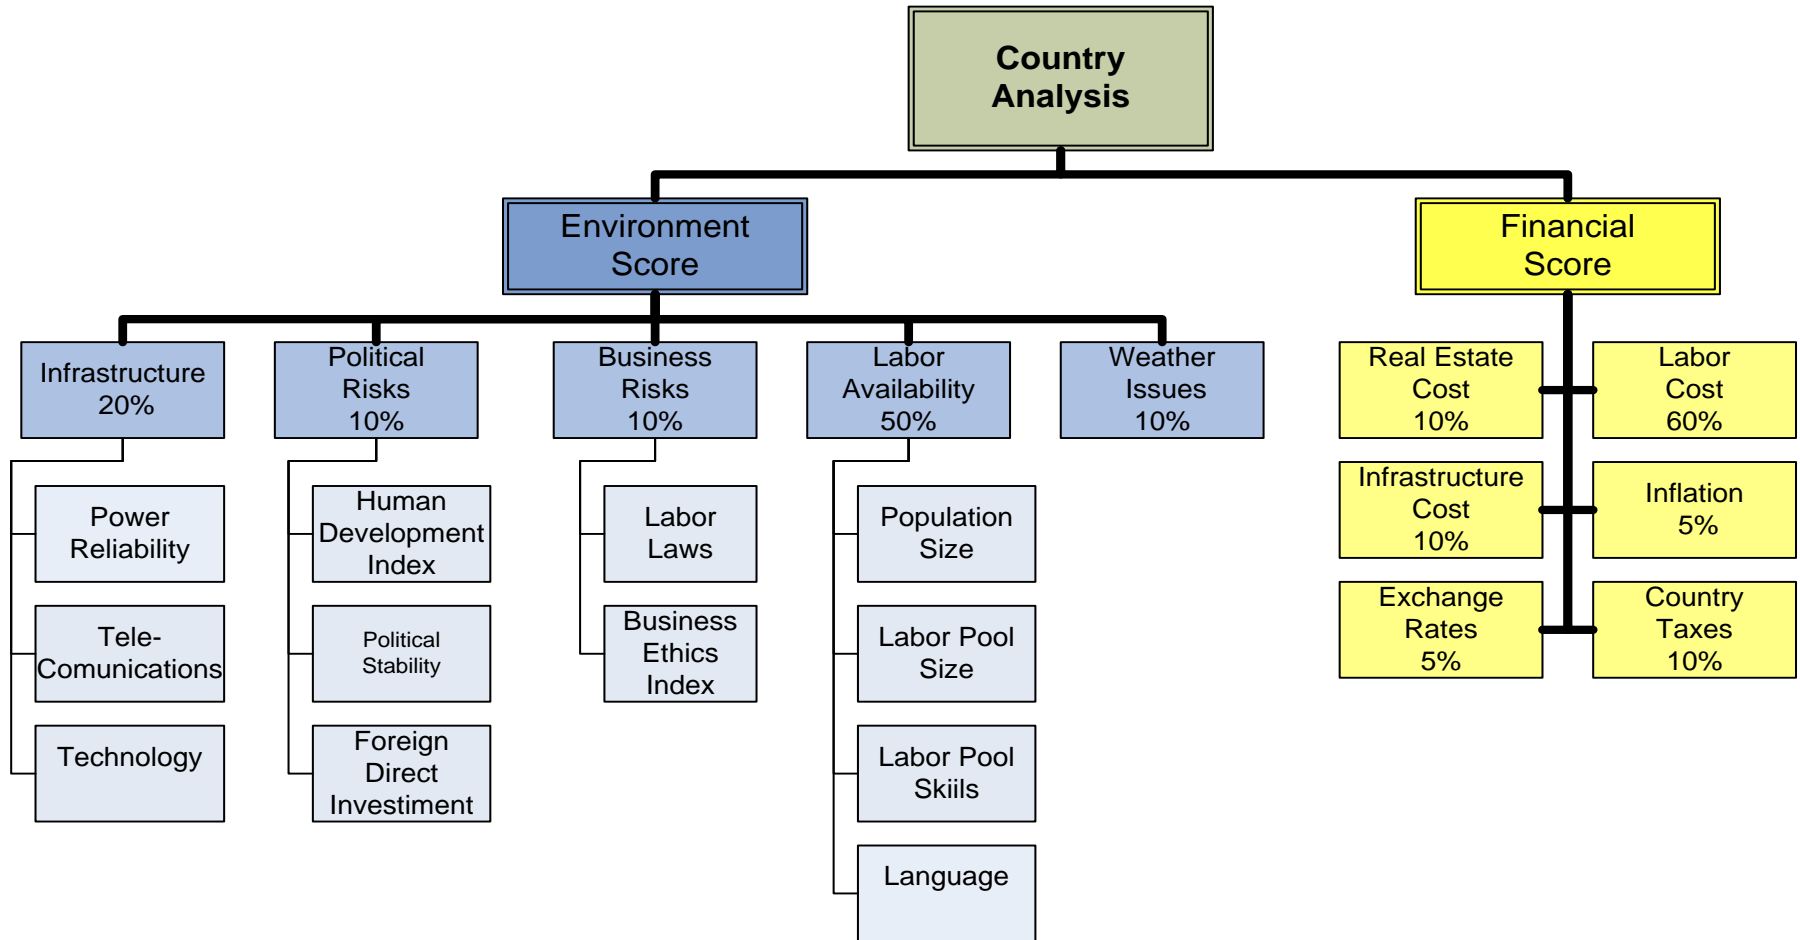 Country
Analysis
Environment
Score
Financial
Score
Infrastructure
20%
Political
Risks
10%
Business
Risks
10%
Labor
Availability
50%
Weather
Issues
10%
Real Estate
Cost
10%
Labor
Cost
60%
Power
Reliability
Human
Development
Index
Labor
Laws
Population
Size
Infrastructure
Cost
10%
Inflation
5%
Tele-
Comunications
Political
Stability
Business
Ethics
Index
Labor Pool
Size
Exchange
Rates
5%
Country
Taxes
10%
Technology
Foreign
Direct
Investiment
Labor Pool
Skiils
Language